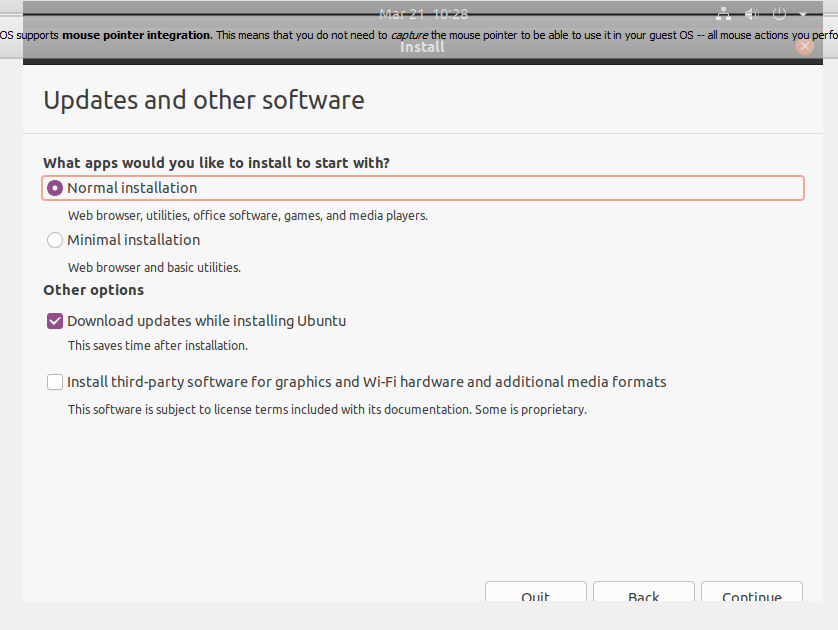 Mar 21  10:28
OS supports mouse pointer integration. This means that you do not need to capture the mouse pointer to be able to use it in your guest OS -- all mouse actions you perfo
Install
Updates and other software
What apps would you like to install to start with?
Normal installation
Web browser, utilities, office software, games, and media players.
Minimal installation
Web browser and basic utilities.
Other options
Download updates while installing Ubuntu
This saves time after installation.
Install third-party software for graphics and Wi-Fi hardware and additional media formats
This software is subject to license terms included with its documentation. Some is proprietary.
Quit Back Continue